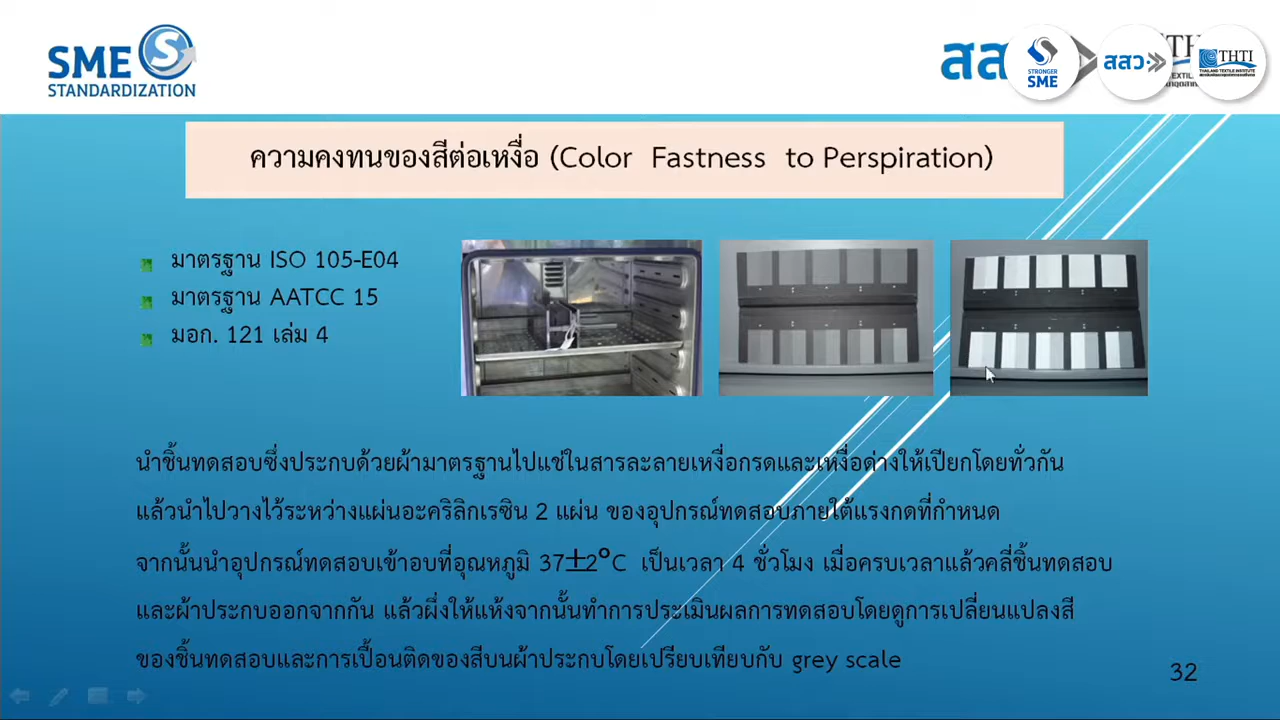 SME
STANDARDIZATION
สสว
STRONGER
SME
สสว
THTI
THAILAND TEXTILE INSTITUTE
ความคงทนของสีต่อเหงื่อ (Color Fastness to Perspiration)
มาตรฐาน ISO 105-E04
มาตรฐาน AATCC 15
มอก. 121 เล่ม 4
นำชิ้นทดสอบซึ่งประกบด้วยผ้ามาตรฐานไปแช่ในสารละลายเหงื่อกรดและเหงื่อด่างให้เปียกโดยทั่วกัน
แล้วนำไปวางไว้ระหว่างแผ่นอะคริลิกเรซิน 2 แผ่น ของอุปกรณ์ทดสอบภายใต้แรงกดที่กำหนด
จากนั้นนำอุปกรณ์ทดสอบเข้าอบที่อุณหภูมิ 37±2°C เป็นเวลา 4 ชั่วโมง เมื่อครบเวลาแล้วคลี่ชิ้นทดสอบ
และผ้าประกบออกจากกัน แล้วผึ่งให้แห้งจากนั้นทำการประเมินผลการทดสอบโดยดูการเปลี่ยนแปลงสี
ของชิ้นทดสอบและการเปื้อนติดของสีบนผ้าประกบโดยเปรียบเทียบกับ grey scale
32